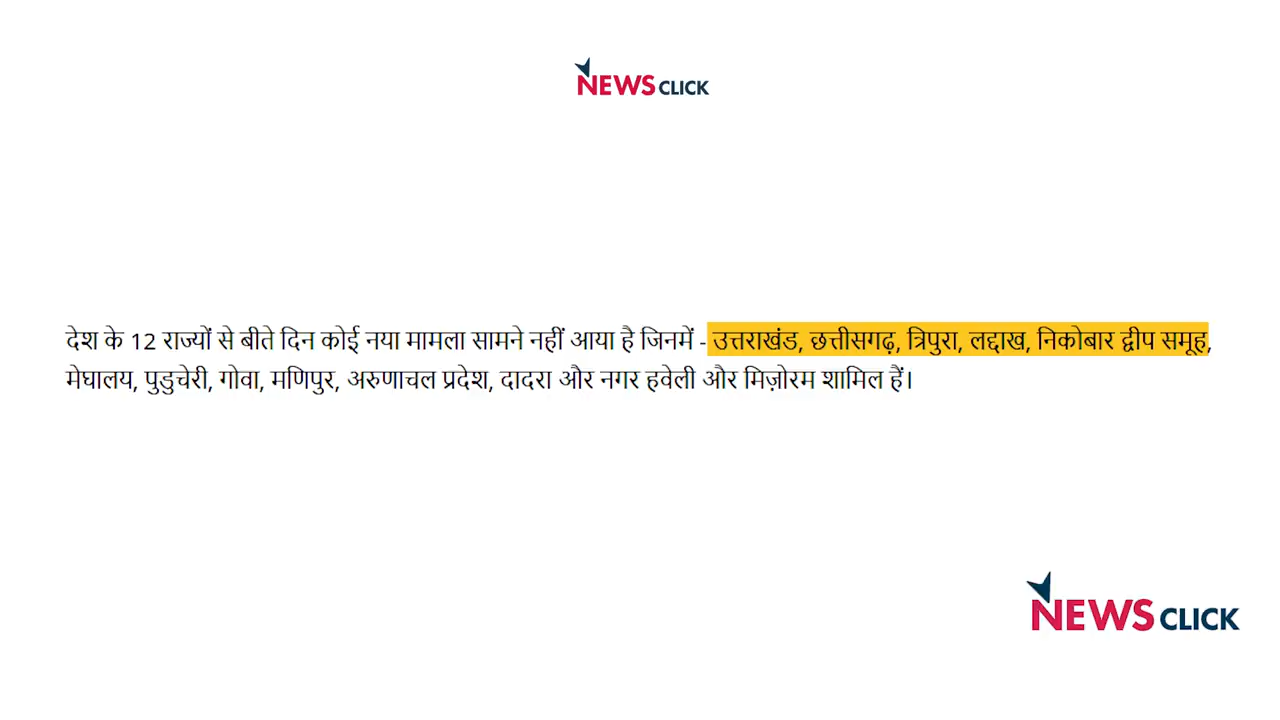 NEWSCLICK
देश के 12 राज्यों से बीते दिन कोई नया मामला सामने नहीं आया है जिनमें - उत्तराखंड, छत्तीसगढ़, त्रिपुरा, लद्दाख, निकोबार द्वीप समूह,
मेघालय, पुडुचेरी, गोवा, मणिपुर, अरुणाचल प्रदेश, दादरा और नगर हवेली और मिज़ोरम शामिल हैं।
NEWSCLICK